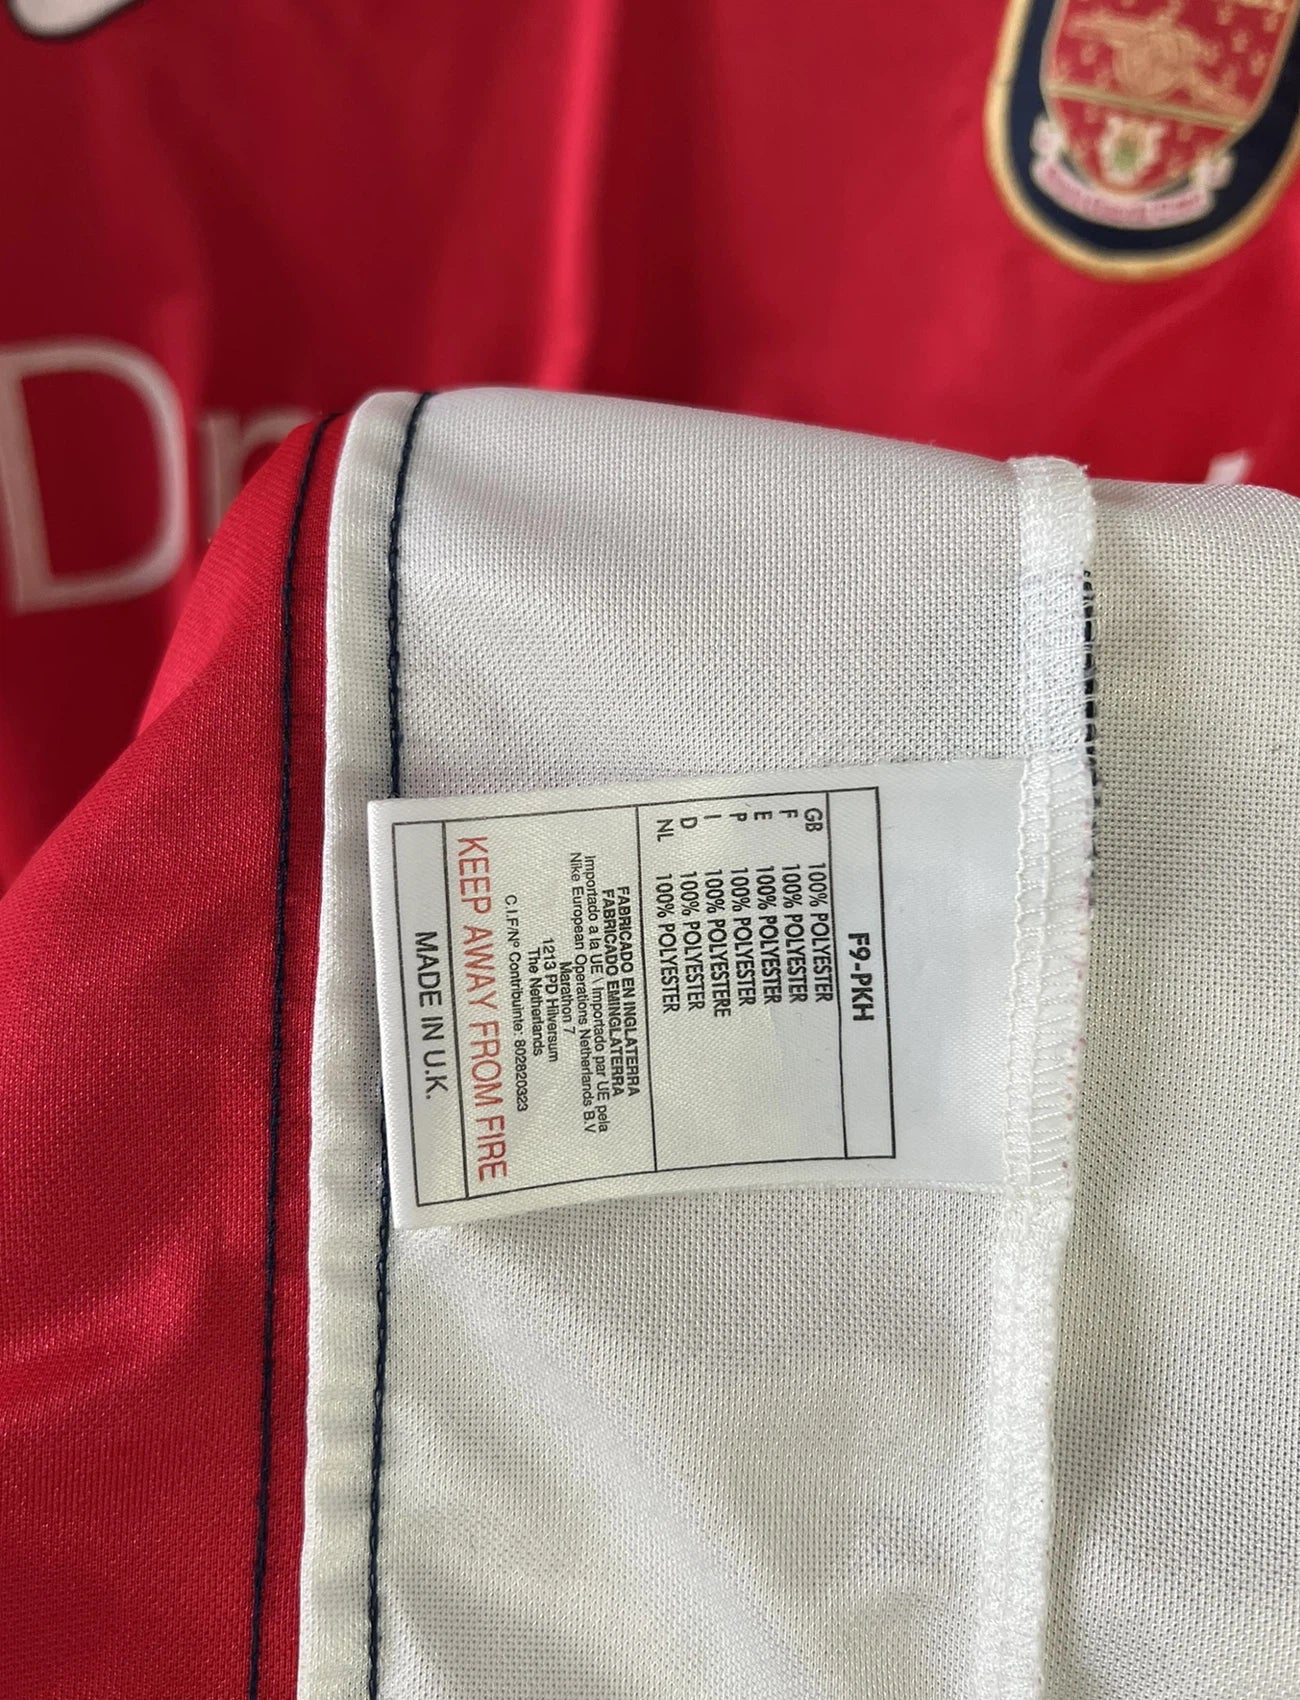 F9-PKH
GB 100% POLYESTER
F 100% POLYESTER
E 100% POLYESTER
P 100% POLYESTER
I 100% POLIESTERE
D 100% POLYESTER
NL 100% POLYESTER
FABRICADO EN INGLATERRA
FABRICADO EMINGLATERRA
Importado a la UE \ Importado par UE pela
Nike European Operations Netherlands B.V
Marathon 7
1213 PD Hilversum
The Netherlands
C.I.F/Nº Contribuinte: 802820323
KEEP AWAY FROM FIRE
MADE IN U.K.